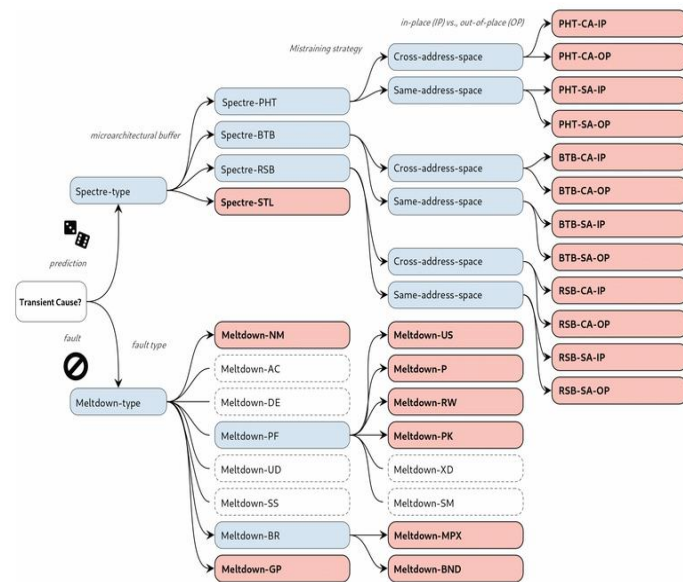 in-place (IP) vs., out-of-place (OP)
PHT-CA-IP
Mistraining strategy
Cross-address-space
PHT-CA-OP
Spectre-PHT
Same-address-space
PHT-SA-IP
microarchitectural buffer
Spectre-BTB
PHT-SA-OP
Spectre-RSB
Cross-address-space
BTB-CA-IP
Spectre-type
BTB-CA-OP
Spectre-STL
Same-address-space
BTB-SA-IP
prediction
BTB-SA-OP
Cross-address-space
RSB-CA-IP
Transient Cause?
Same-address-space
RSB-CA-OP
fault
fault type
Meltdown-NM
Meltdown-US
RSB-SA-IP
Meltdown-AC
Meltdown-P
RSB-SA-OP
Meltdown-type
Meltdown-DE
Meltdown-RW
Meltdown-PF
Meltdown-PK
Meltdown-UD
Meltdown-XD
Meltdown-SS
Meltdown-SM
Meltdown-BR
Meltdown-MPX
Meltdown-GP
Meltdown-BND